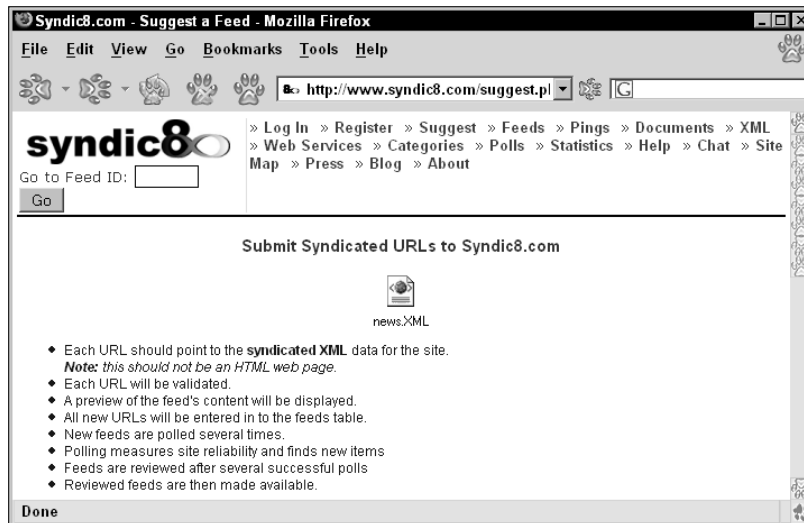 Syndic8.com - Suggest a Feed - Mozilla Firefox
File Edit View Go Bookmarks Tools Help
8 http://www.syndic8.com/suggest.pl G
syndic8
» Log In » Register » Suggest » Feeds » Pings » Documents » XML
» Web Services » Categories » Polls » Statistics » Help » Chat » Site
Map » Press » Blog » About
Go to Feed ID:
Go
Submit Syndicated URLs to Syndic8.com
news.XML
Each URL should point to the syndicated XML data for the site.
Note: this should not be an HTML web page.
Each URL will be validated.
A preview of the feed's content will be displayed.
All new URLs will be entered in to the feeds table.
New feeds are polled several times.
Polling measures site reliability and finds new items
Feeds are reviewed after several successful polls
Reviewed feeds are then made available.
Done